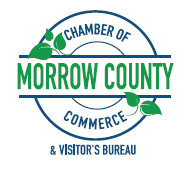 CHAMBER OF
MORROW COUNTY
COMMERCE
& VISITOR'S BUREAU